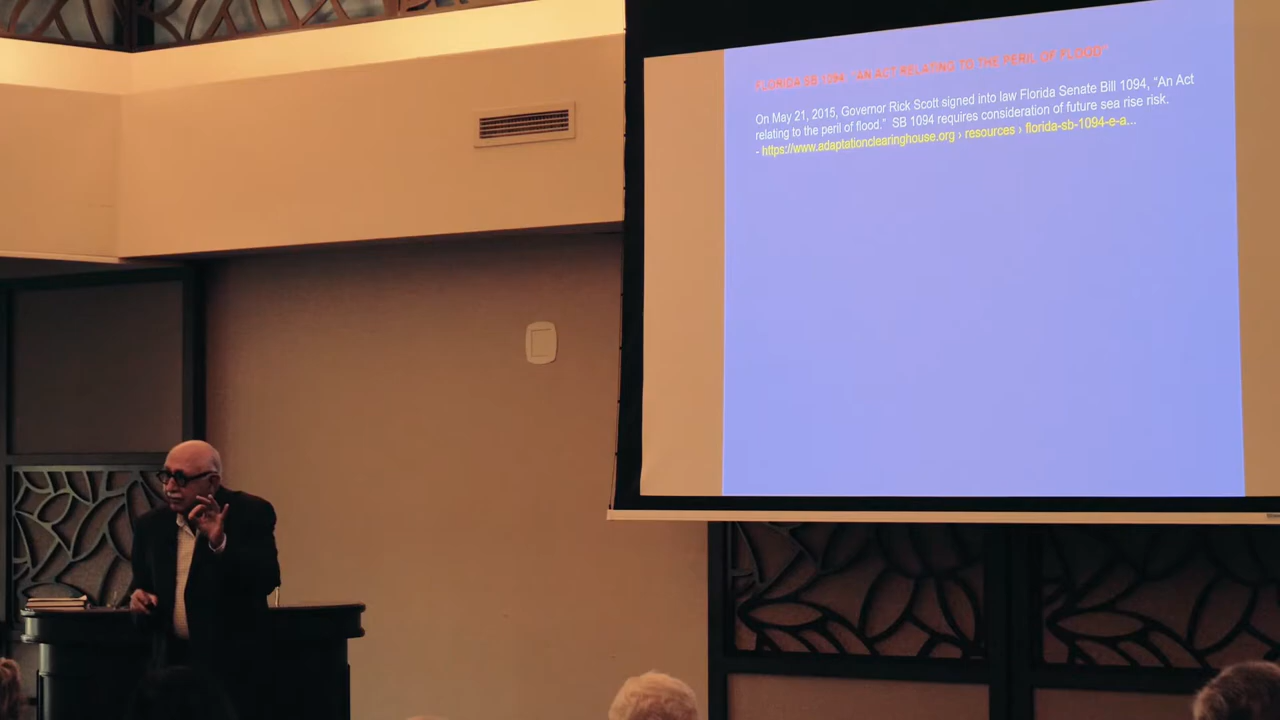 FLORIDA SB 1094 "AN ACT RELATING TO THE PERIL OF FLOOD"
On May 21, 2015, Governor Rick Scott signed into law Florida Senate Bill 1094, “An Act
relating to the peril of flood.” SB 1094 requires consideration of future sea rise risk.
- https://www.adaptationclearinghouse.org › resources › florida-sb-1094-e-a...